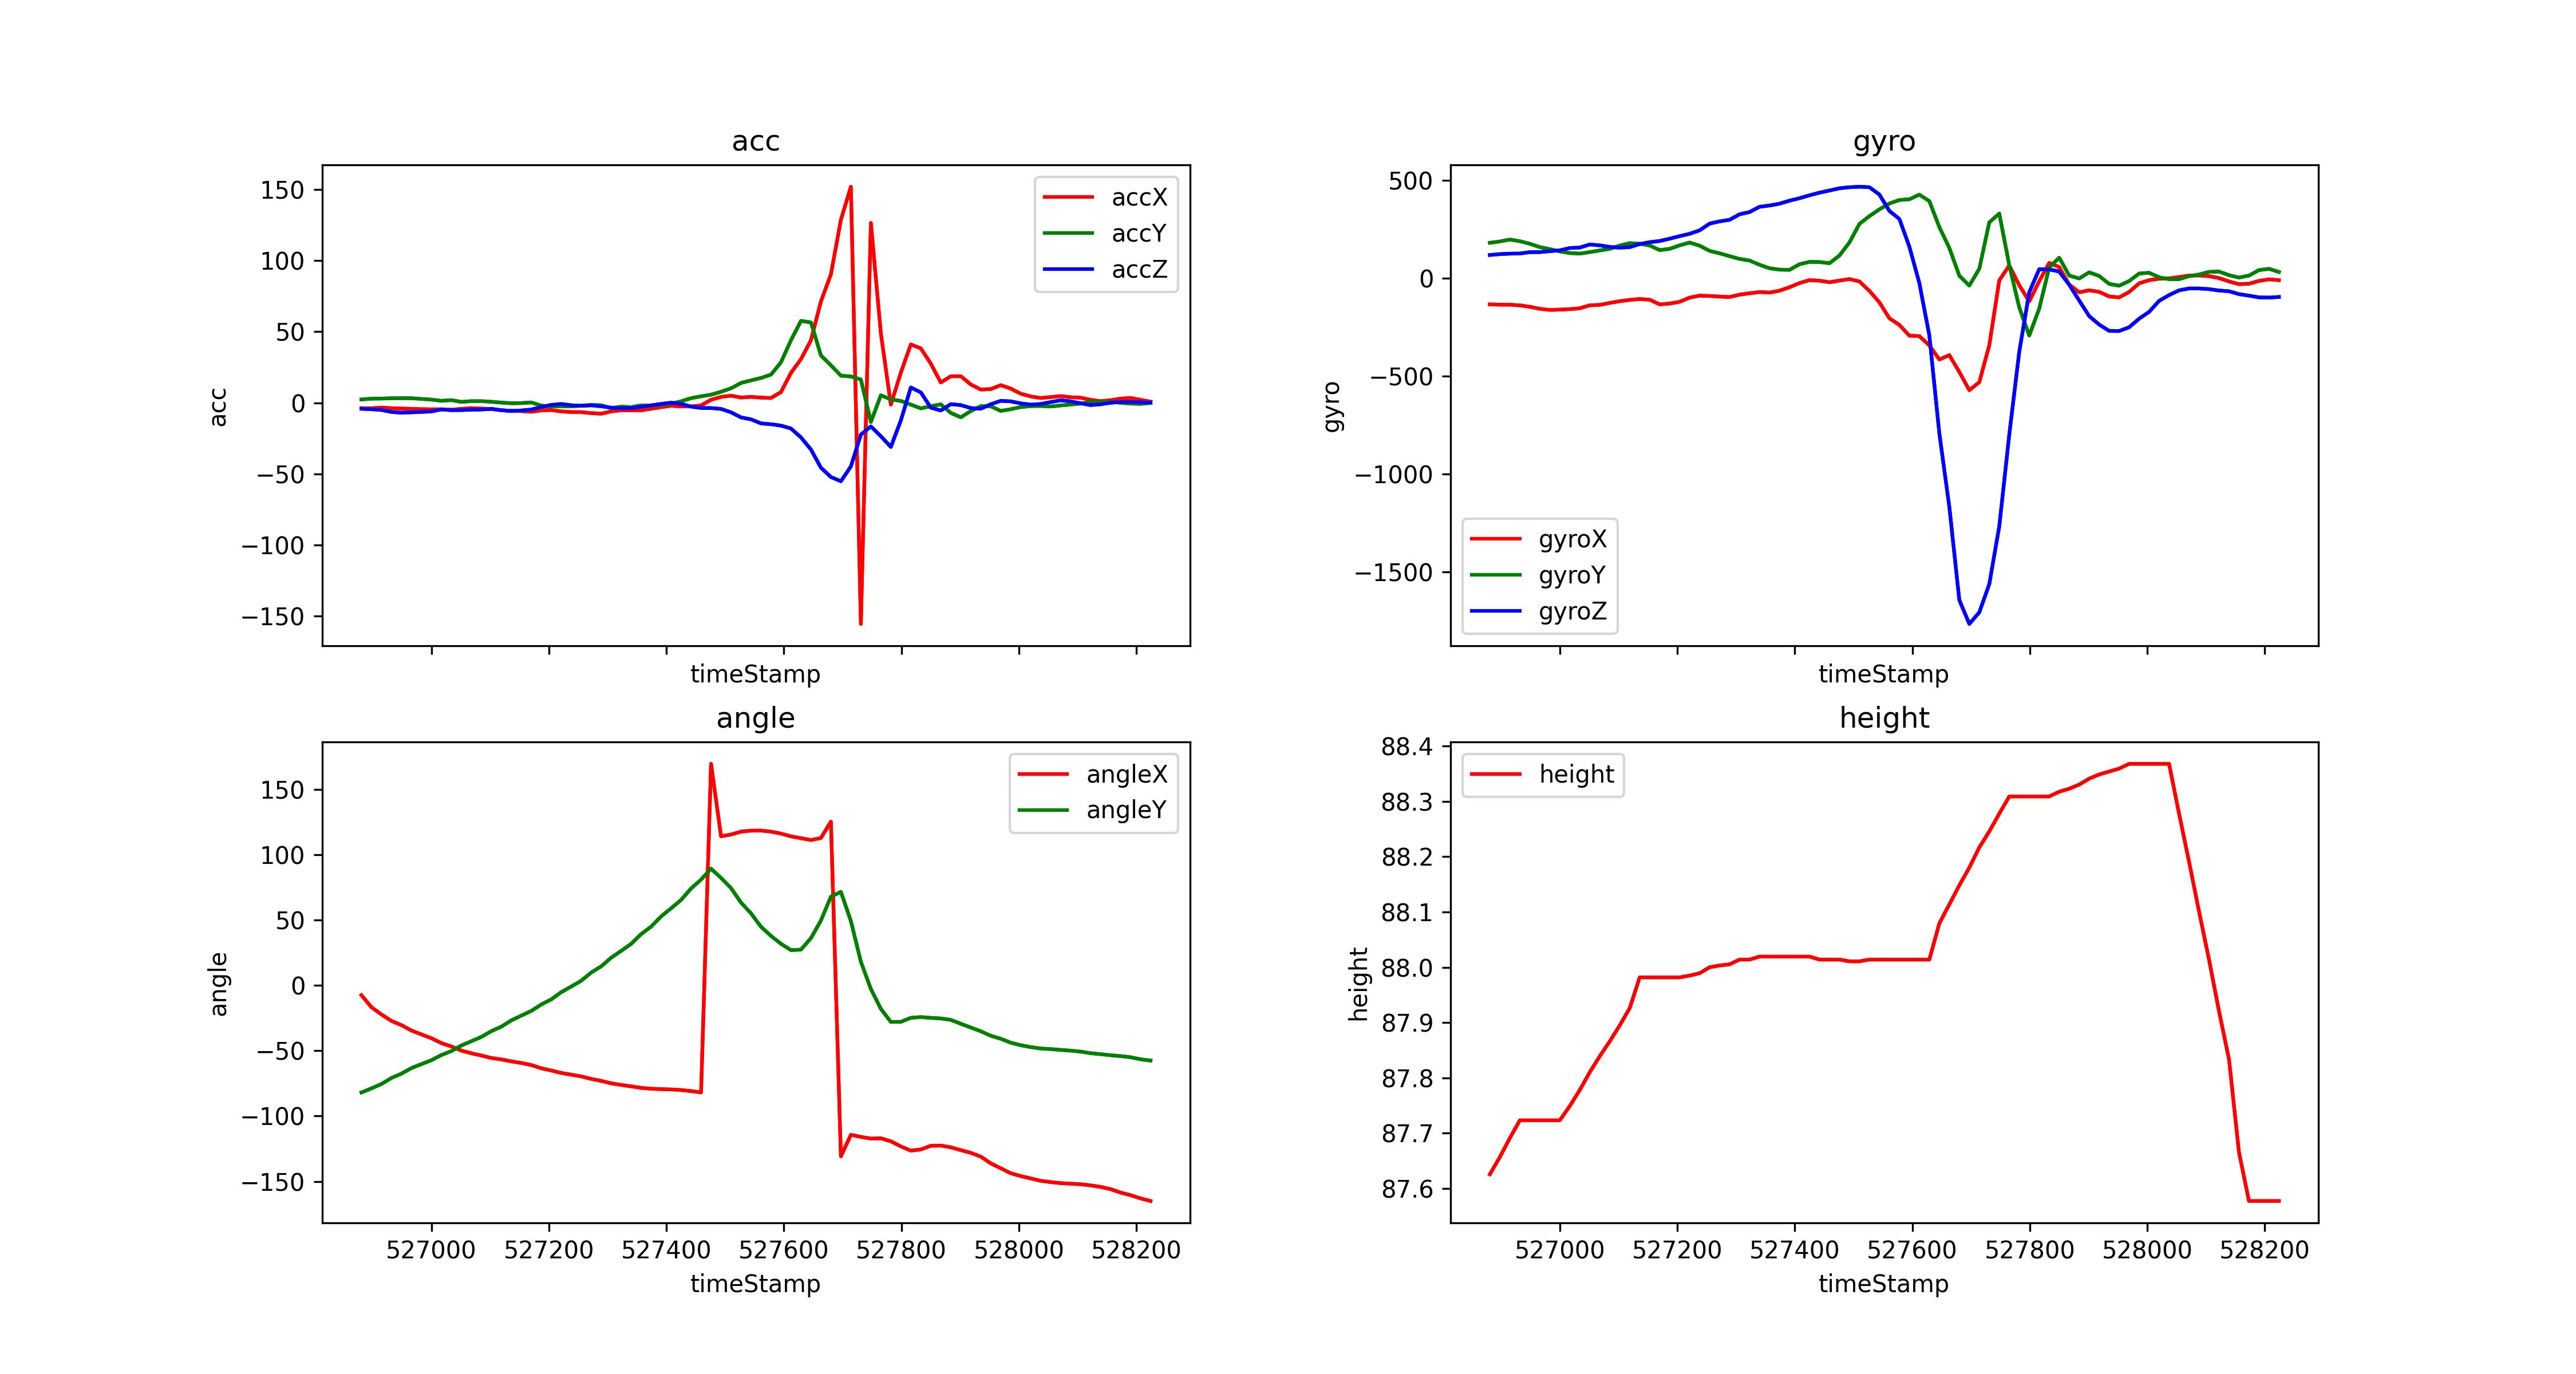 acc
150
100
50
0
−50
−100
−150
acc
accX
accY
accZ
timeStamp
gyro
500
0
−500
−1000
−1500
gyro
gyroX
gyroY
gyroZ
timeStamp
angle
150
100
50
0
−50
−100
−150
angle
angleX
angleY
527000 527200 527400 527600 527800 528000 528200
timeStamp
height
88.4
88.3
88.2
88.1
88.0
87.9
87.8
87.7
87.6
height
height
527000 527200 527400 527600 527800 528000 528200
timeStamp